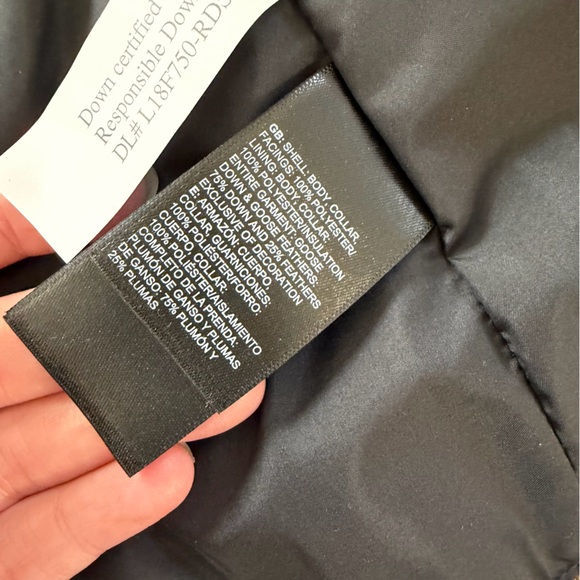 Down certified
Responsible Dow
DL# L18F750-RDS
GB: SHELL: BODY, COLLAR,
FACINGS: 100% POLYESTER/
LINING: BODY, COLLAR:
100% POLYESTER/INSULATION
ENTIRE GARMENT: GOOSE
DOWN & GOOSE FEATHERS.
75% DOWN AND 25% FEATHERS
EXCLUSIVE OF DECORATION
E: ARMAZÓN: CUERPO,
COLLAR, GUARNICIONES:
100% POLIÉSTER/FORRO:
CUERPO, COLLAR:
100% POLIÉSTER/AISLAMIENTO
COMPLETO DE LA PRENDA:
PLUMÓN DE GANSO Y PLUMAS
DE GANSO: 75% PLUMÓN Y
25% PLUMAS